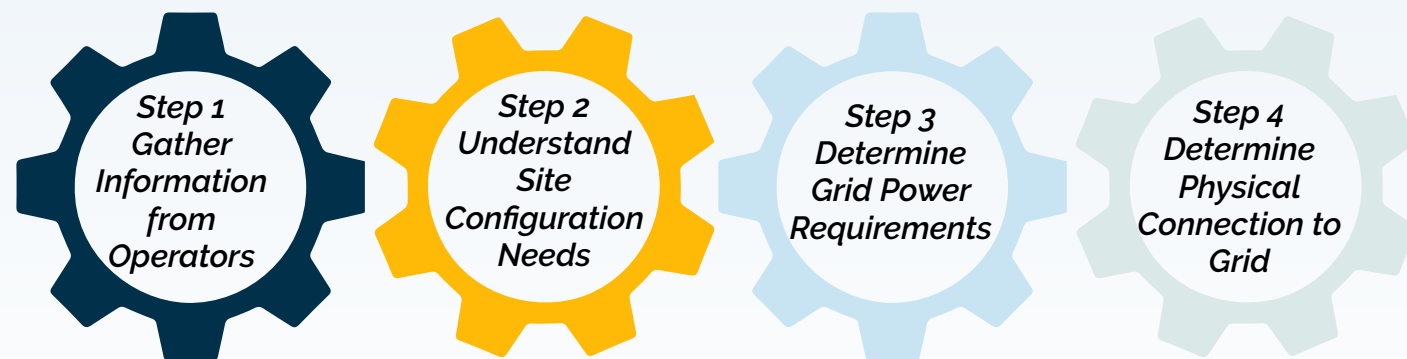 Step 1
Gather
Information
from
Operators
Step 2
Understand
Site
Configuration
Needs
Step 3
Determine
Grid Power
Requirements
Step 4
Determine
Physical
Connection to
Grid